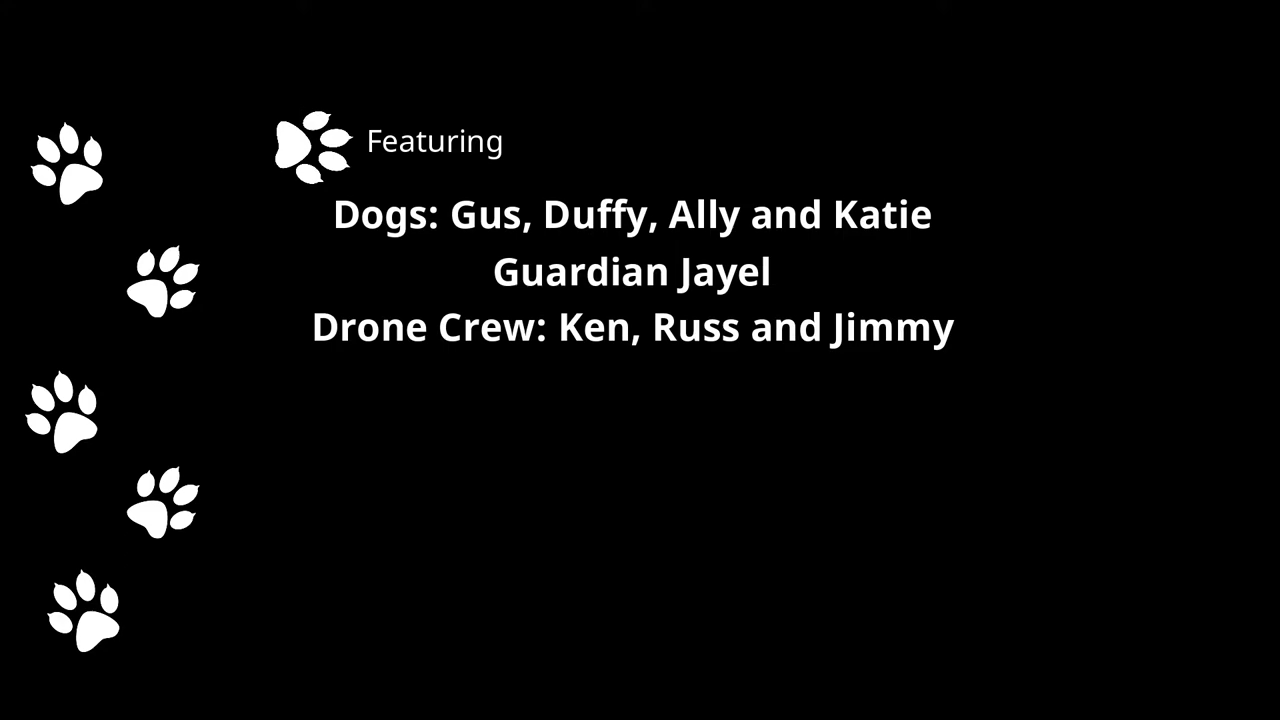 Featuring
Dogs: Gus, Duffy, Ally and Katie
Guardian Jayel
Drone Crew: Ken, Russ and Jimmy